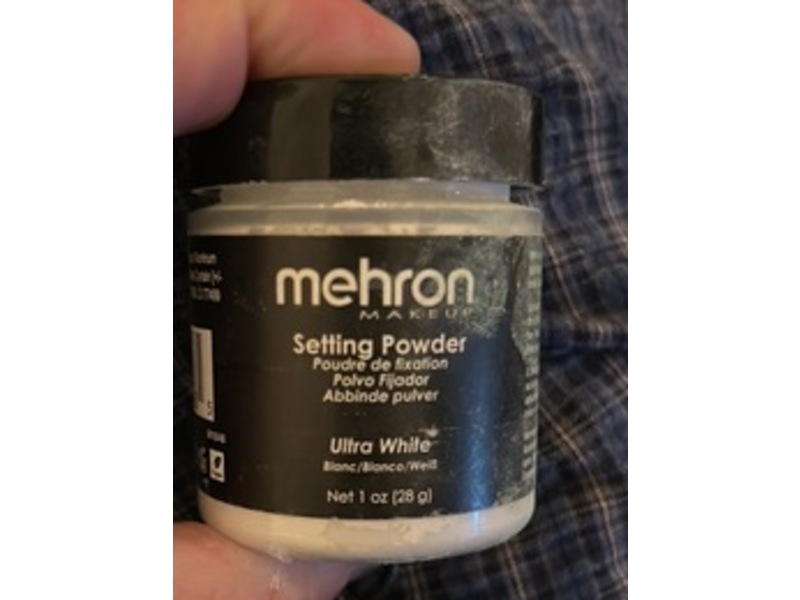 mehron
MAKEUP
Setting Powder
Poudre de fixation
Polvo Fijador
Abbinde pulver
Ultra White
Blanc/Blanco/Weiß
Net 1 oz (28 g)
5